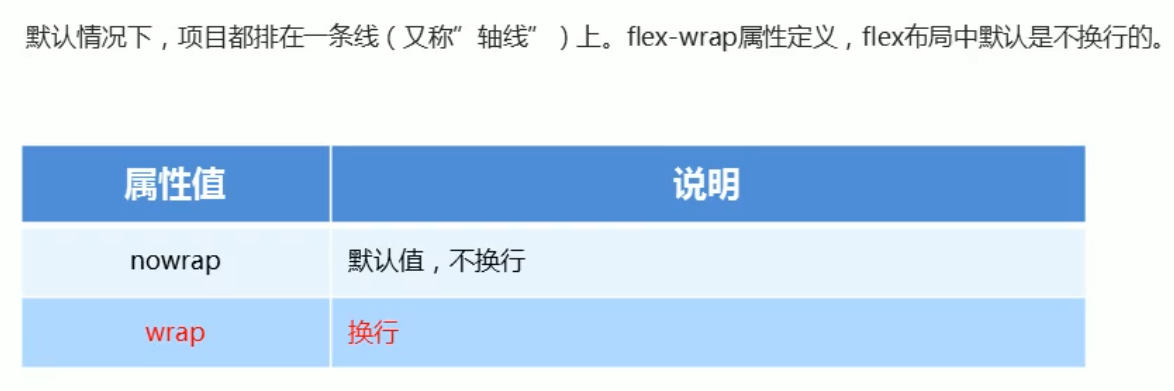 默认情况下，项目都排在一条线（又称”轴线”）上。flex-wrap属性定义，flex布局中默认是不换行的。
属性值 说明
nowrap 默认值，不换行
wrap 换行